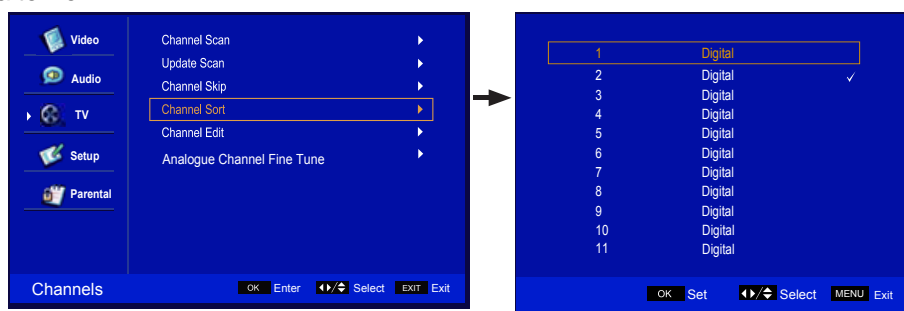 Video
Audio
TV
Setup
Parental
Channel Scan
Update Scan
Channel Skip
Channel Sort
Channel Edit
Analogue Channel Fine Tune
Channels OK Enter Select EXIT Exit
1 Digital
2 Digital ✓
3 Digital
4 Digital
5 Digital
6 Digital
7 Digital
8 Digital
9 Digital
10 Digital
11 Digital
OK Set Select MENU Exit